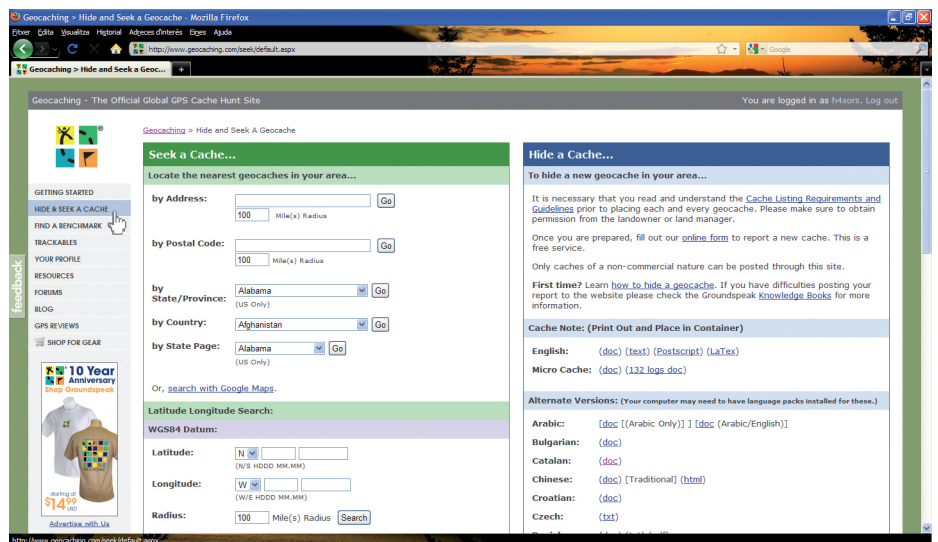 Geocaching > Hide and Seek a Geocache - Mozilla Firefox
Fitxer Edita Visualitza Historial Adreces d'interès Eines Ajuda
http://www.geocaching.com/seek/default.aspx
Google
Geocaching > Hide and Seek a Geoc...
Geocaching - The Official Global GPS Cache Hunt Site
You are logged in as h4xors. Log out
Geocaching > Hide and Seek A Geocache
GETTING STARTED
HIDE & SEEK A CACHE
FIND A BENCHMARK
TRACKABLES
YOUR PROFILE
RESOURCES
FORUMS
BLOG
GPS REVIEWS
SHOP FOR GEAR
feedback
10 Year
Anniversary
Shop Groundspeak
starting at
$14.99
USD
Advertise with Us
Seek a Cache...
Locate the nearest geocaches in your area...
by Address:
Go
100 Mile(s) Radius
by Postal Code:
Go
100 Mile(s) Radius
by State/Province:
Alabama Go
(US Only)
by Country:
Afghanistan Go
by State Page:
Alabama Go
(US Only)
Or, search with Google Maps.
Latitude Longitude Search:
WGS84 Datum:
Latitude:
N
(N/S HDDD MM.MM)
Longitude:
W
(W/E HDDD MM.MM)
Radius:
100 Mile(s) Radius Search
Hide a Cache...
To hide a new geocache in your area...
It is necessary that you read and understand the Cache Listing Requirements and
Guidelines prior to placing each and every geocache. Please make sure to obtain
permission from the landowner or land manager.
Once you are prepared, fill out our online form to report a new cache. This is a
free service.
Only caches of a non-commercial nature can be posted through this site.
First time? Learn how to hide a geocache. If you have difficulties posting your
report to the website please check the Groundspeak Knowledge Books for more
information.
Cache Note: (Print Out and Place in Container)
English: (doc) (text) (Postscript) (LaTex)
Micro Cache: (doc) (132 logs doc)
Alternate Versions: (Your computer may need to have language packs installed for these.)
Arabic: [doc [(Arabic Only)] ] [doc (Arabic/English)]
Bulgarian: (doc)
Catalan: (doc)
Chinese: (doc) [Traditional] (html)
Croatian: (doc)
Czech: (txt)
http://www.geocaching.com/seek/default.aspx